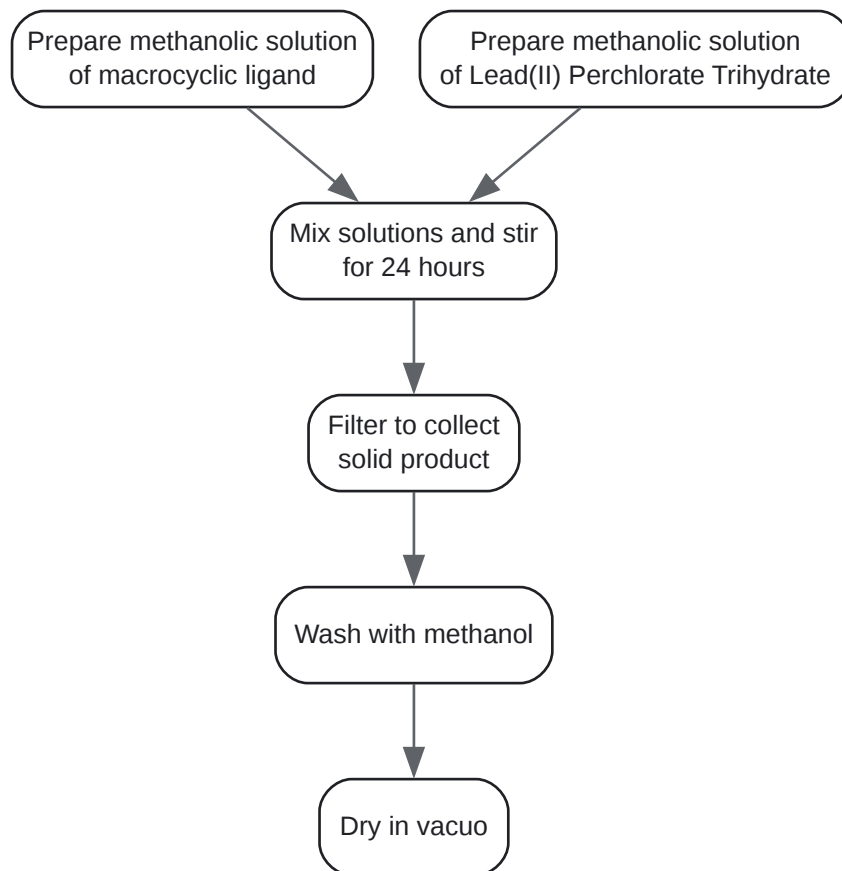 Prepare methanolic solution
of macrocyclic ligand
Prepare methanolic solution
of Lead(II) Perchlorate Trihydrate
Mix solutions and stir
for 24 hours
Filter to collect
solid product
Wash with methanol
Dry in vacuo